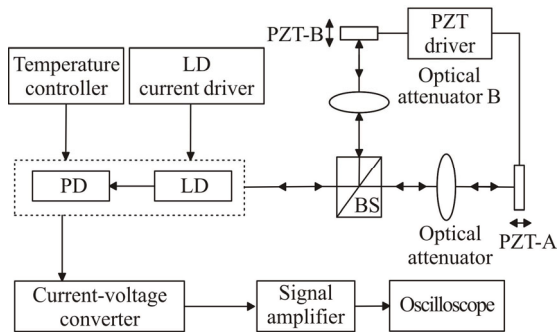 PZT-B
PZT
driver
Temperature
controller
LD
current driver
Optical
attenuator B
PD
LD
BS
PZT-A
Optical
attenuator
Current-voltage
converter
Signal
amplifier
Oscilloscope